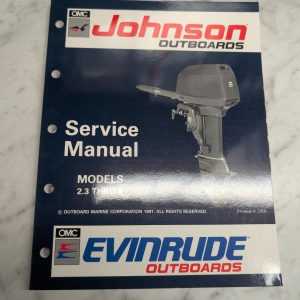 OMC
Johnson
OUTBOARDS
8
Service
Manual
MODELS
2.3 THRU
© OUTBOARD MARINE CORPORATION 1991. ALL RIGHTS RESERVED.
Printed in USA
OMC
EVINRUDE
OUTBOARDS